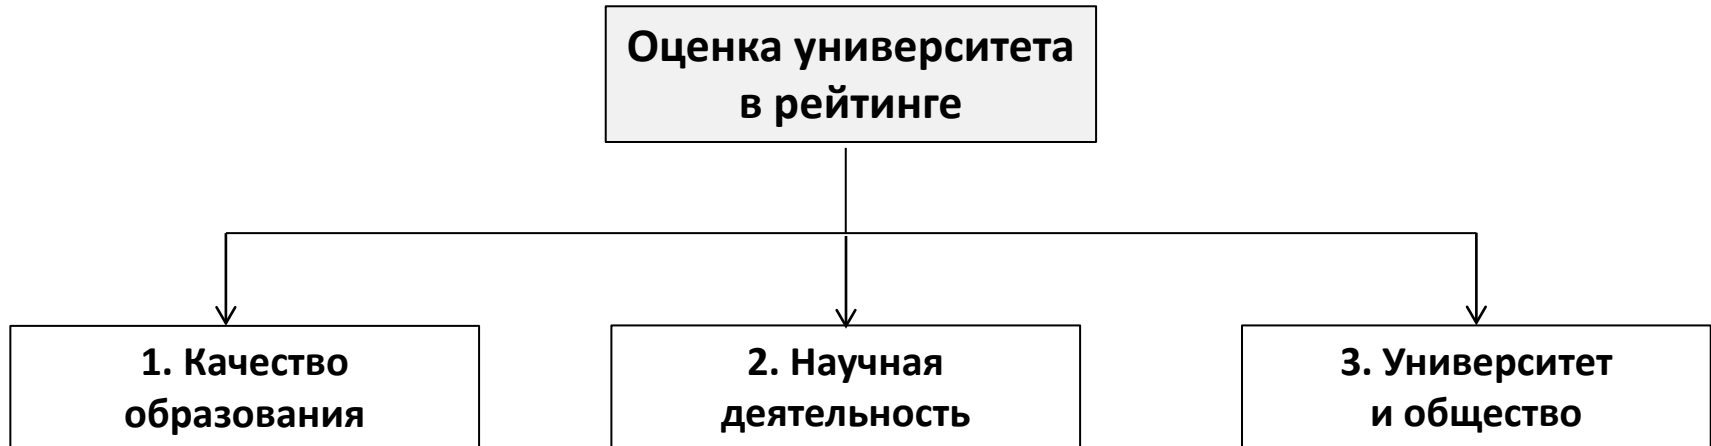 Оценка университета
в рейтинге
1. Качество
образования
2. Научная
деятельность
3. Университет
и общество